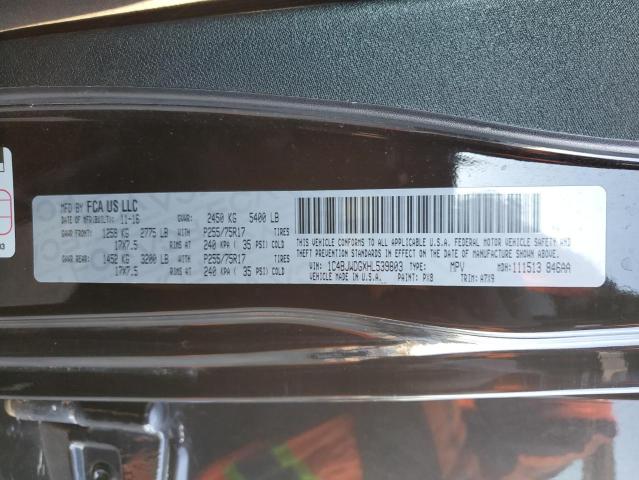 MFD BY FCA US LLC
DATE OF MFR(BUILT): 11-16 GVWR: 2450 KG 5400 LB
GAWR FRONT: 1258 KG 2775 LB WITH P255/75R17 TIRES
17X7.5 RIMS AT 240 KPA ( 35 PSI) COLD
GAWR REAR: 1452 KG 3200 LB WITH P255/75R17 TIRES
17X7.5 RIMS AT 240 KPA ( 35 PSI) COLD
THIS VEHICLE CONFORMS TO ALL APPLICABLE U.S.A. FEDERAL MOTOR VEHICLE SAFETY AND
THEFT PREVENTION STANDARDS IN EFFECT ON THE DATE OF MANUFACTURE SHOWN ABOVE.
VIN: 1C4BJWDGXHL539803 TYPE: MPV MDH: 111513 846AA
VEHICLE MADE IN U.S.A. PAINT: PX8 TRIM: A7X9